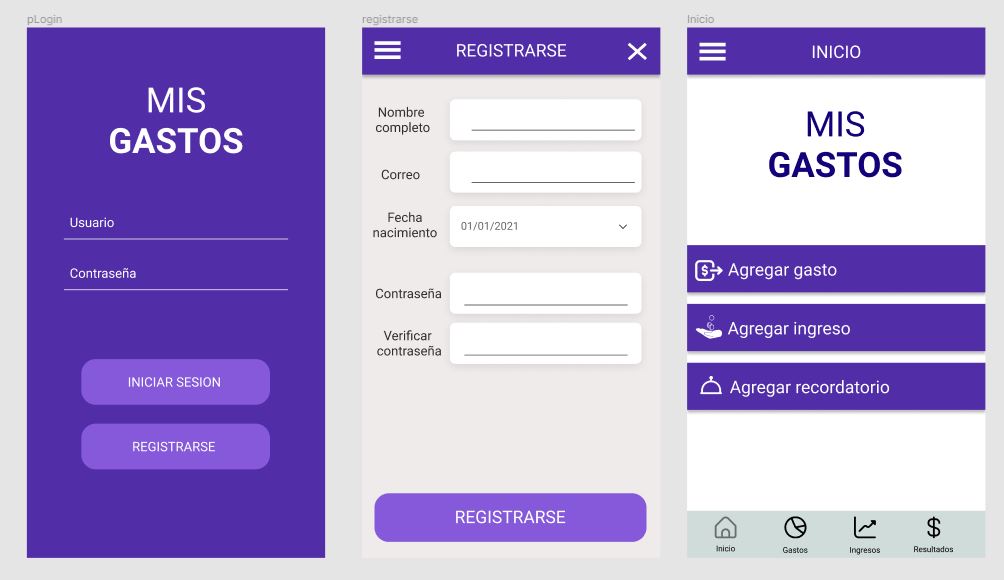 pLogin
MIS
GASTOS
Usuario
Contraseña
INICIAR SESION
REGISTRARSE
registrarse
REGISTRARSE
Nombre
completo
Correo
Fecha
nacimiento
01/01/2021
Contraseña
Verificar
contraseña
REGISTRARSE
Inicio
INICIO
MIS
GASTOS
$
Agregar gasto
Agregar ingreso
Agregar recordatorio
$
Inicio
Gastos
Ingresos
Resultados